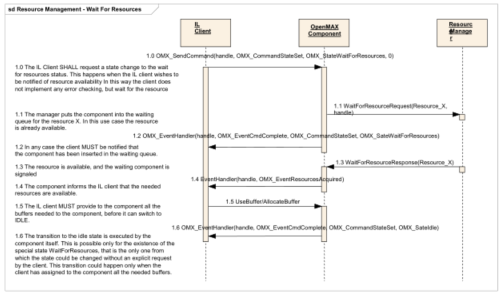 sd Resource Management - Wait For Resources
IL
Client
OpenMAX
Component
Resourc
eManage
r
1.0 OMX_SendCommand(handle, OMX_CommandStateSet, OMX_StateWaitForResources, 0)
1.0 The IL Client SHALL request a state change to the wait
for resources status. This happens when the IL client wishes to
be notified of resource availability In this way the client does
not implement any error checking, but wait for the resource
1.1 WaitForResourceRequest(Resource_X,
handle)
1.1 The manager puts the component into the waiting
queue for the resource X. In this use case the resource
is already available.
1.2 OMX_EventHandler(handle, OMX_EventCmdComplete, OMX_CommandStateSet, OMX_SateWaitForResources)
1.2 In any case the client MUST be notified that
the component has been inserted in the waiting queue.
1.3 WaitForResourceResponse(Resource_X)
1.3 The resource is available, and the waiting component is
signaled
1.4 EventHandler(handle, OMX_EventResourcesAcquired)
1.4 The component informs the IL client that the needed
resources are available.
1.5 UseBuffer/AllocateBuffer
1.5 The IL client MUST provide to the component all the
buffers needed to the component, before it can switch to
IDLE.
1.6 OMX_EventHandler(handle, OMX_EventCmdComplete, OMX_CommandStateSet, OMX_SateIdle)
1.6 The transition to the idle state is executed by the
component itself. This is possible only for the existence of the
special state WaitForResources, that is the only one from
which the state could be changed without an explicit request
by the client. This transition could happen only when the
client has assigned to the component all the needed buffers.